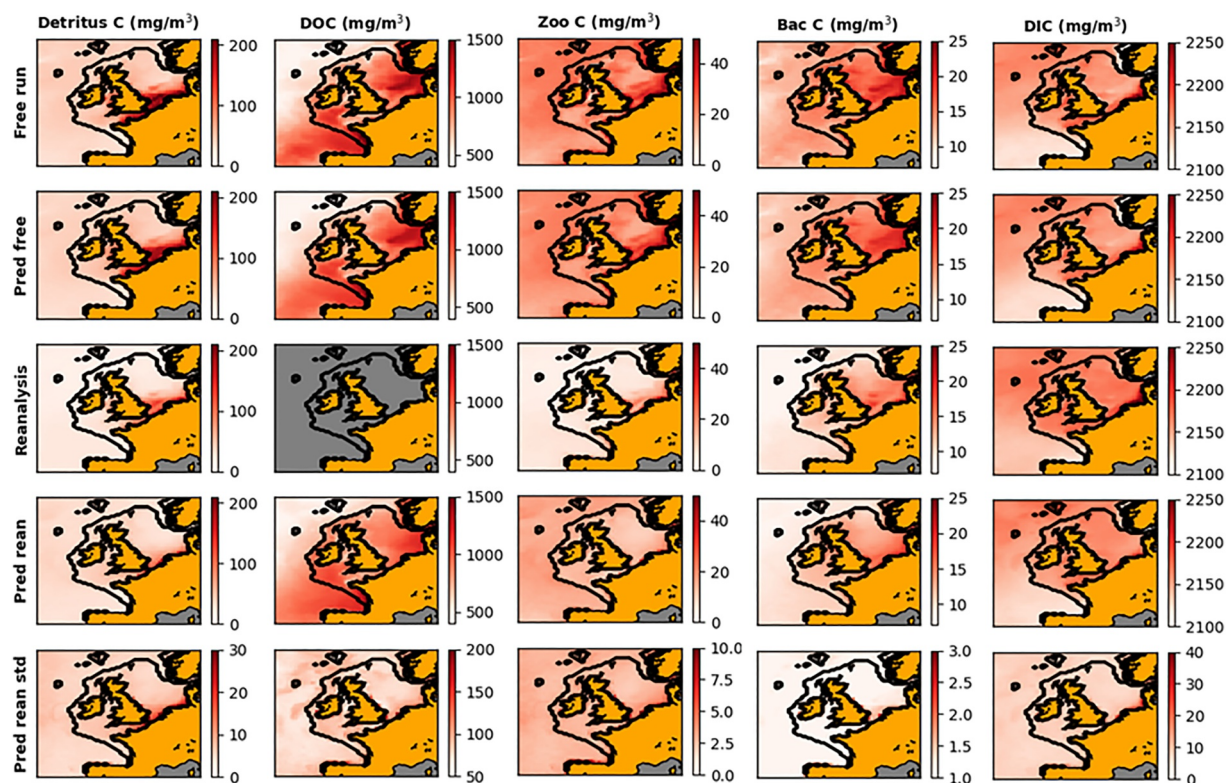 Detritus C (mg/m³) DOC (mg/m³) Zoo C (mg/m³) Bac C (mg/m³) DIC (mg/m³)
Free run
200 100 0
1500 1000 500
40 20 0
25 20 15 10
2250 2200 2150 2100
Pred free
200 100 0
1500 1000 500
40 20 0
25 20 15 10
2250 2200 2150 2100
Reanalysis
200 100 0
1500 1000 500
40 20 0
25 20 15 10
2250 2200 2150 2100
Pred rean
200 100 0
1500 1000 500
40 20 0
25 20 15 10
2250 2200 2150 2100
Pred rean std
30 20 10 0
200 150 100 50
10.0 7.5 5.0 2.5 0.0
3.0 2.5 2.0 1.5 1.0
40 30 20 10 0